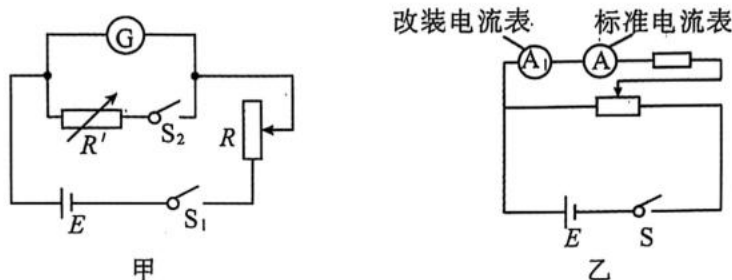 改装电流表 标准电流表
G
A₁ A
R′ S₂ R
E S₁
E S
甲 乙